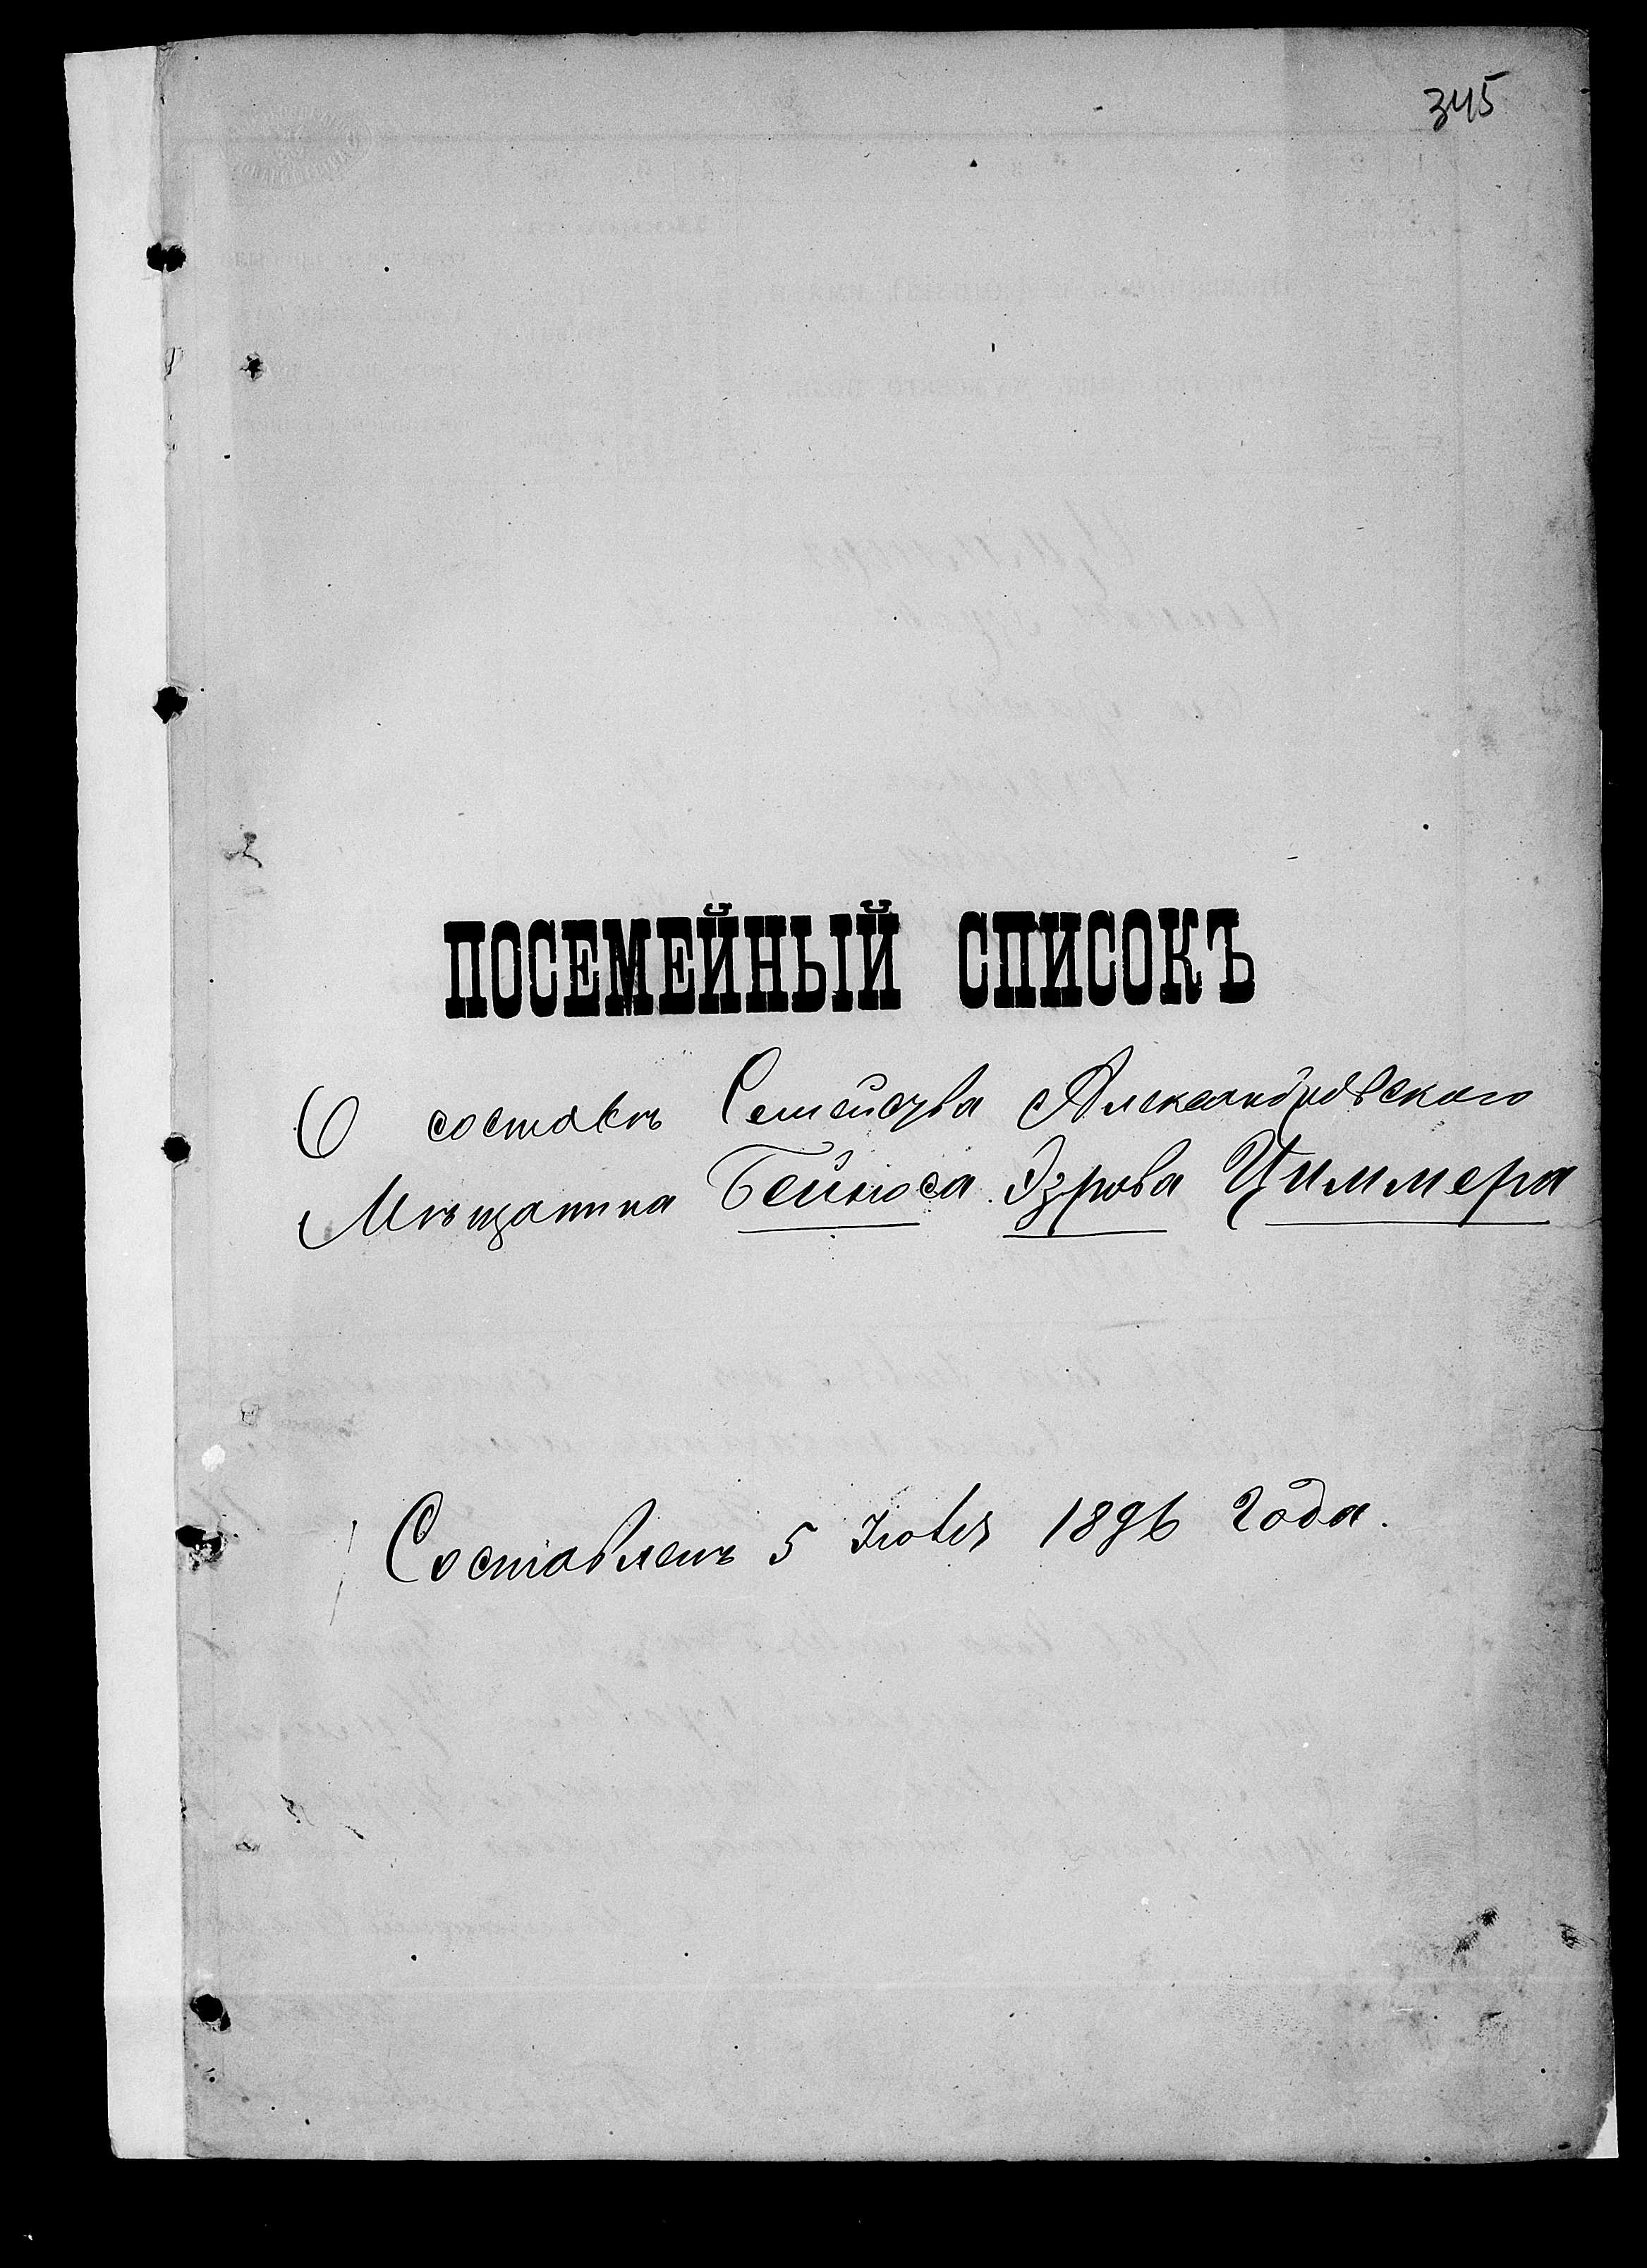 345
ПОСЕМЕЙНЫЙ СПИСОКЪ
О составѣ Семейства Александровскаго
Мѣщанина Бейноса Эзрова Циммера
Составленъ 5 Іюля 1896 года.